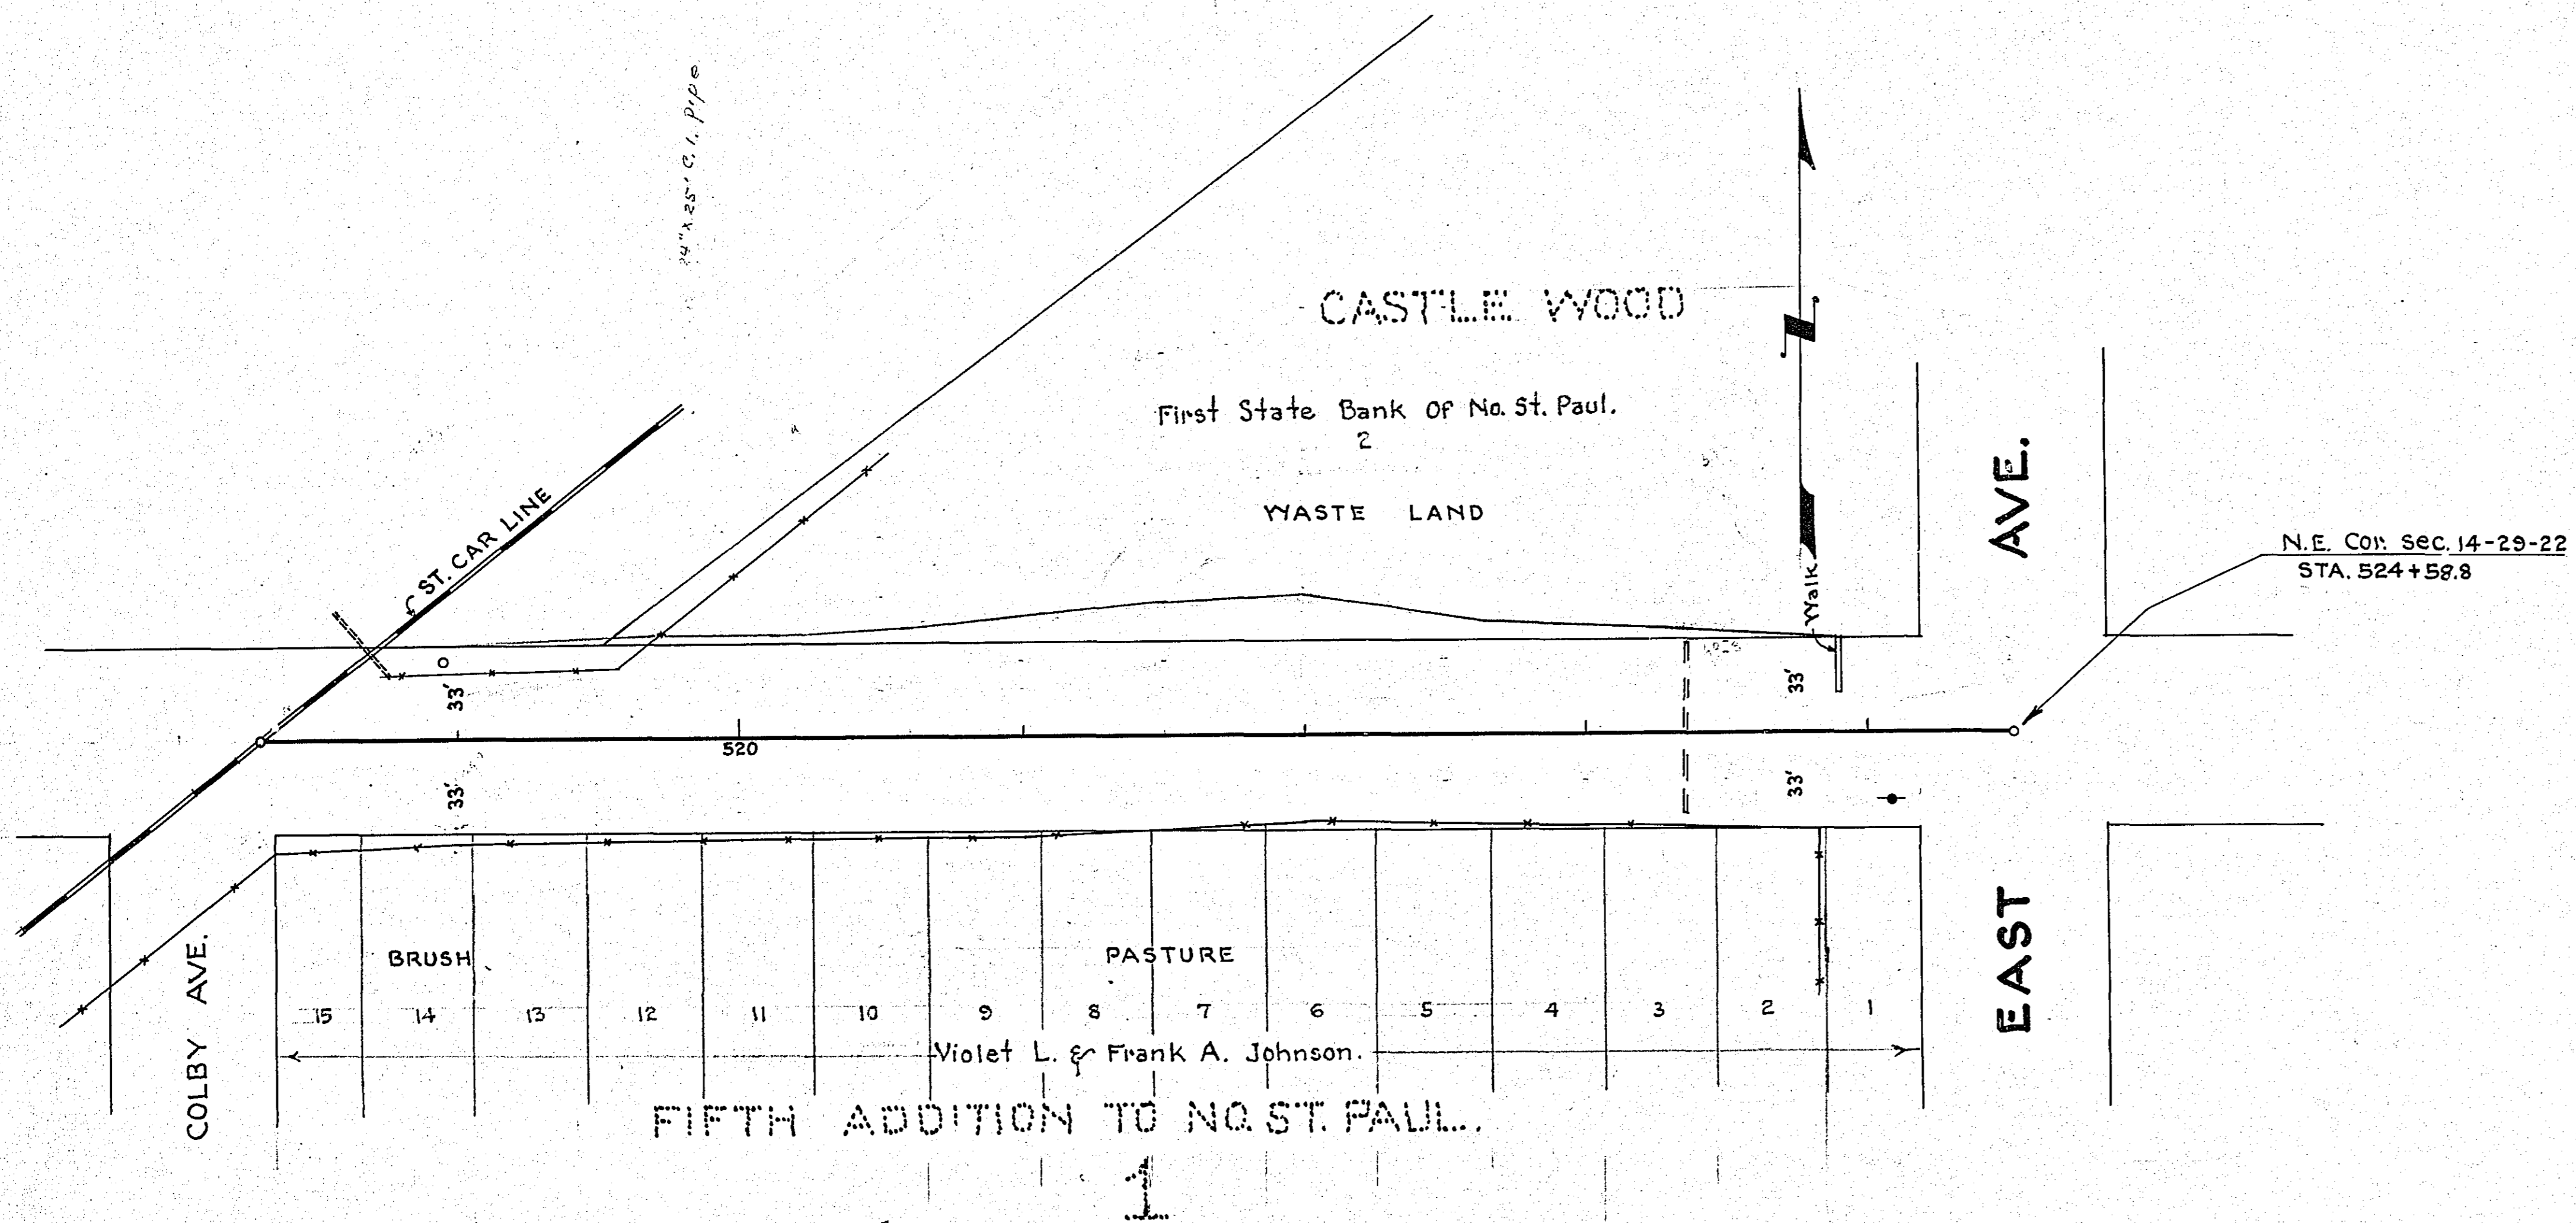 24" x 25' C. I. Pipe
CASTLE WOOD
First State Bank Of No. St. Paul.
2
WASTE LAND
ST. CAR LINE
Walk
AVE.
N.E. Cor. Sec. 14-29-22
STA. 524+58.8
33'
33'
520
33'
33'
BRUSH
PASTURE
COLBY AVE.
EAST
15 14 13 12 11 10 9 8 7 6 5 4 3 2 1
Violet L. & Frank A. Johnson.
FIFTH ADDITION TO NO. ST. PAUL.
1